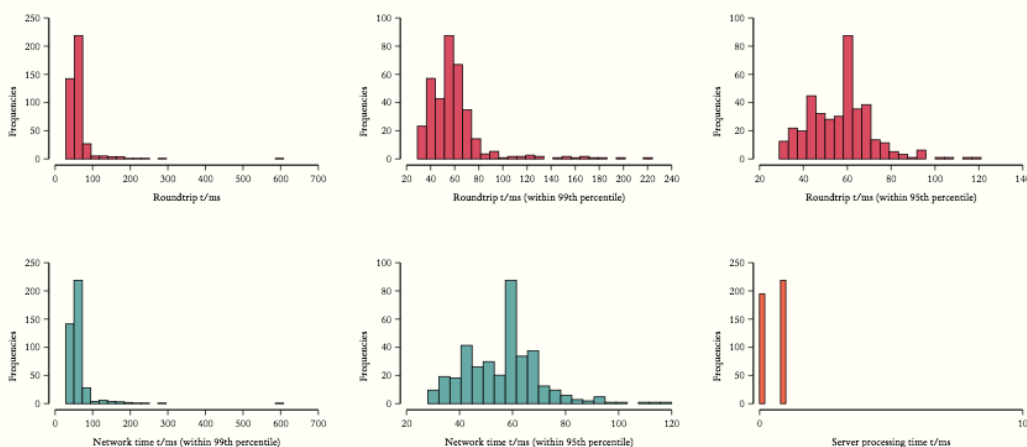 250
200
150
100
50
0
Frequencies
0 100 200 300 400 500 600 700
Roundtrip t/ms
100
80
60
40
20
0
Frequencies
20 40 60 80 100 120 140 160 180 200 220 240
Roundtrip t/ms (within 99th percentile)
100
80
60
40
20
0
Frequencies
20 40 60 80 100 120 140
Roundtrip t/ms (within 95th percentile)
250
200
150
100
50
0
Frequencies
0 100 200 300 400 500 600 700
Network time t/ms (within 99th percentile)
100
80
60
40
20
0
Frequencies
20 40 60 80 100 120
Network time t/ms (within 95th percentile)
250
200
150
100
50
0
Frequencies
0 10
Server processing time t/ms